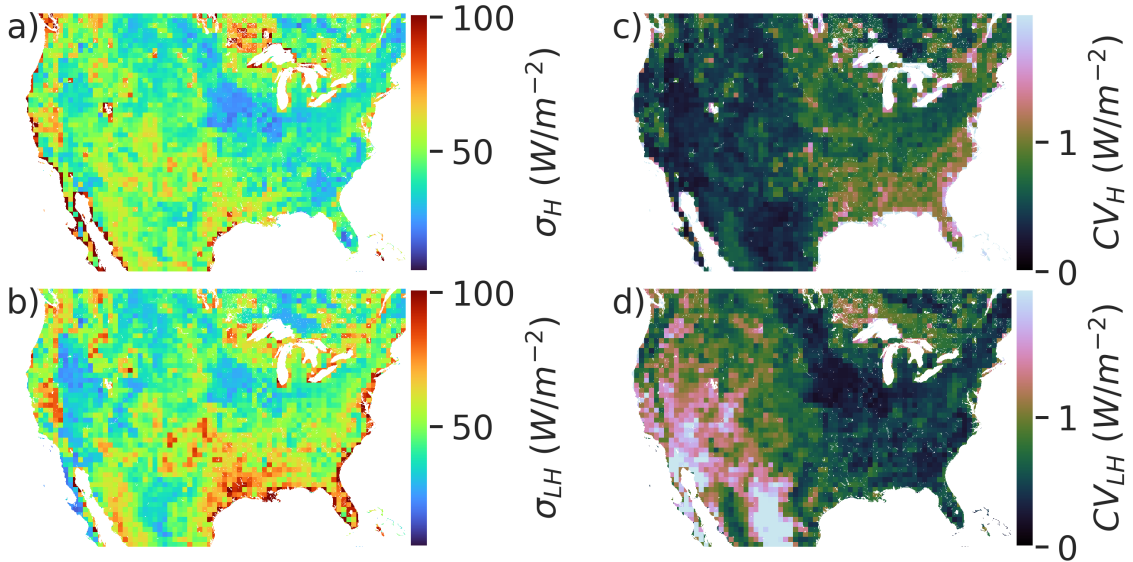 a)
100
50
σ_H (W/m⁻²)
c)
1
0
CV_H (W/m⁻²)
b)
100
50
σ_LH (W/m⁻²)
d)
1
0
CV_LH (W/m⁻²)